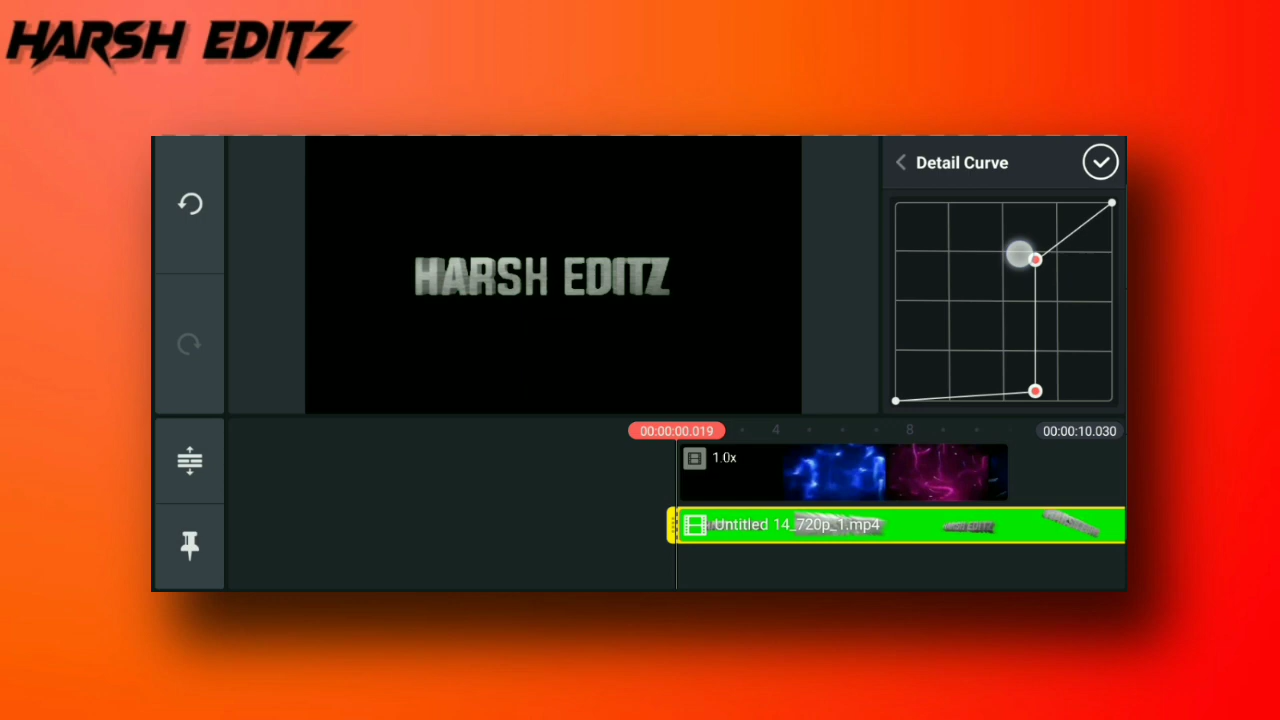 HARSH EDITZ
HARSH EDITZ
Detail Curve
00:00:00.019
4
8
00:00:10.030
1.0x
Untitled 14_720p_1.mp4